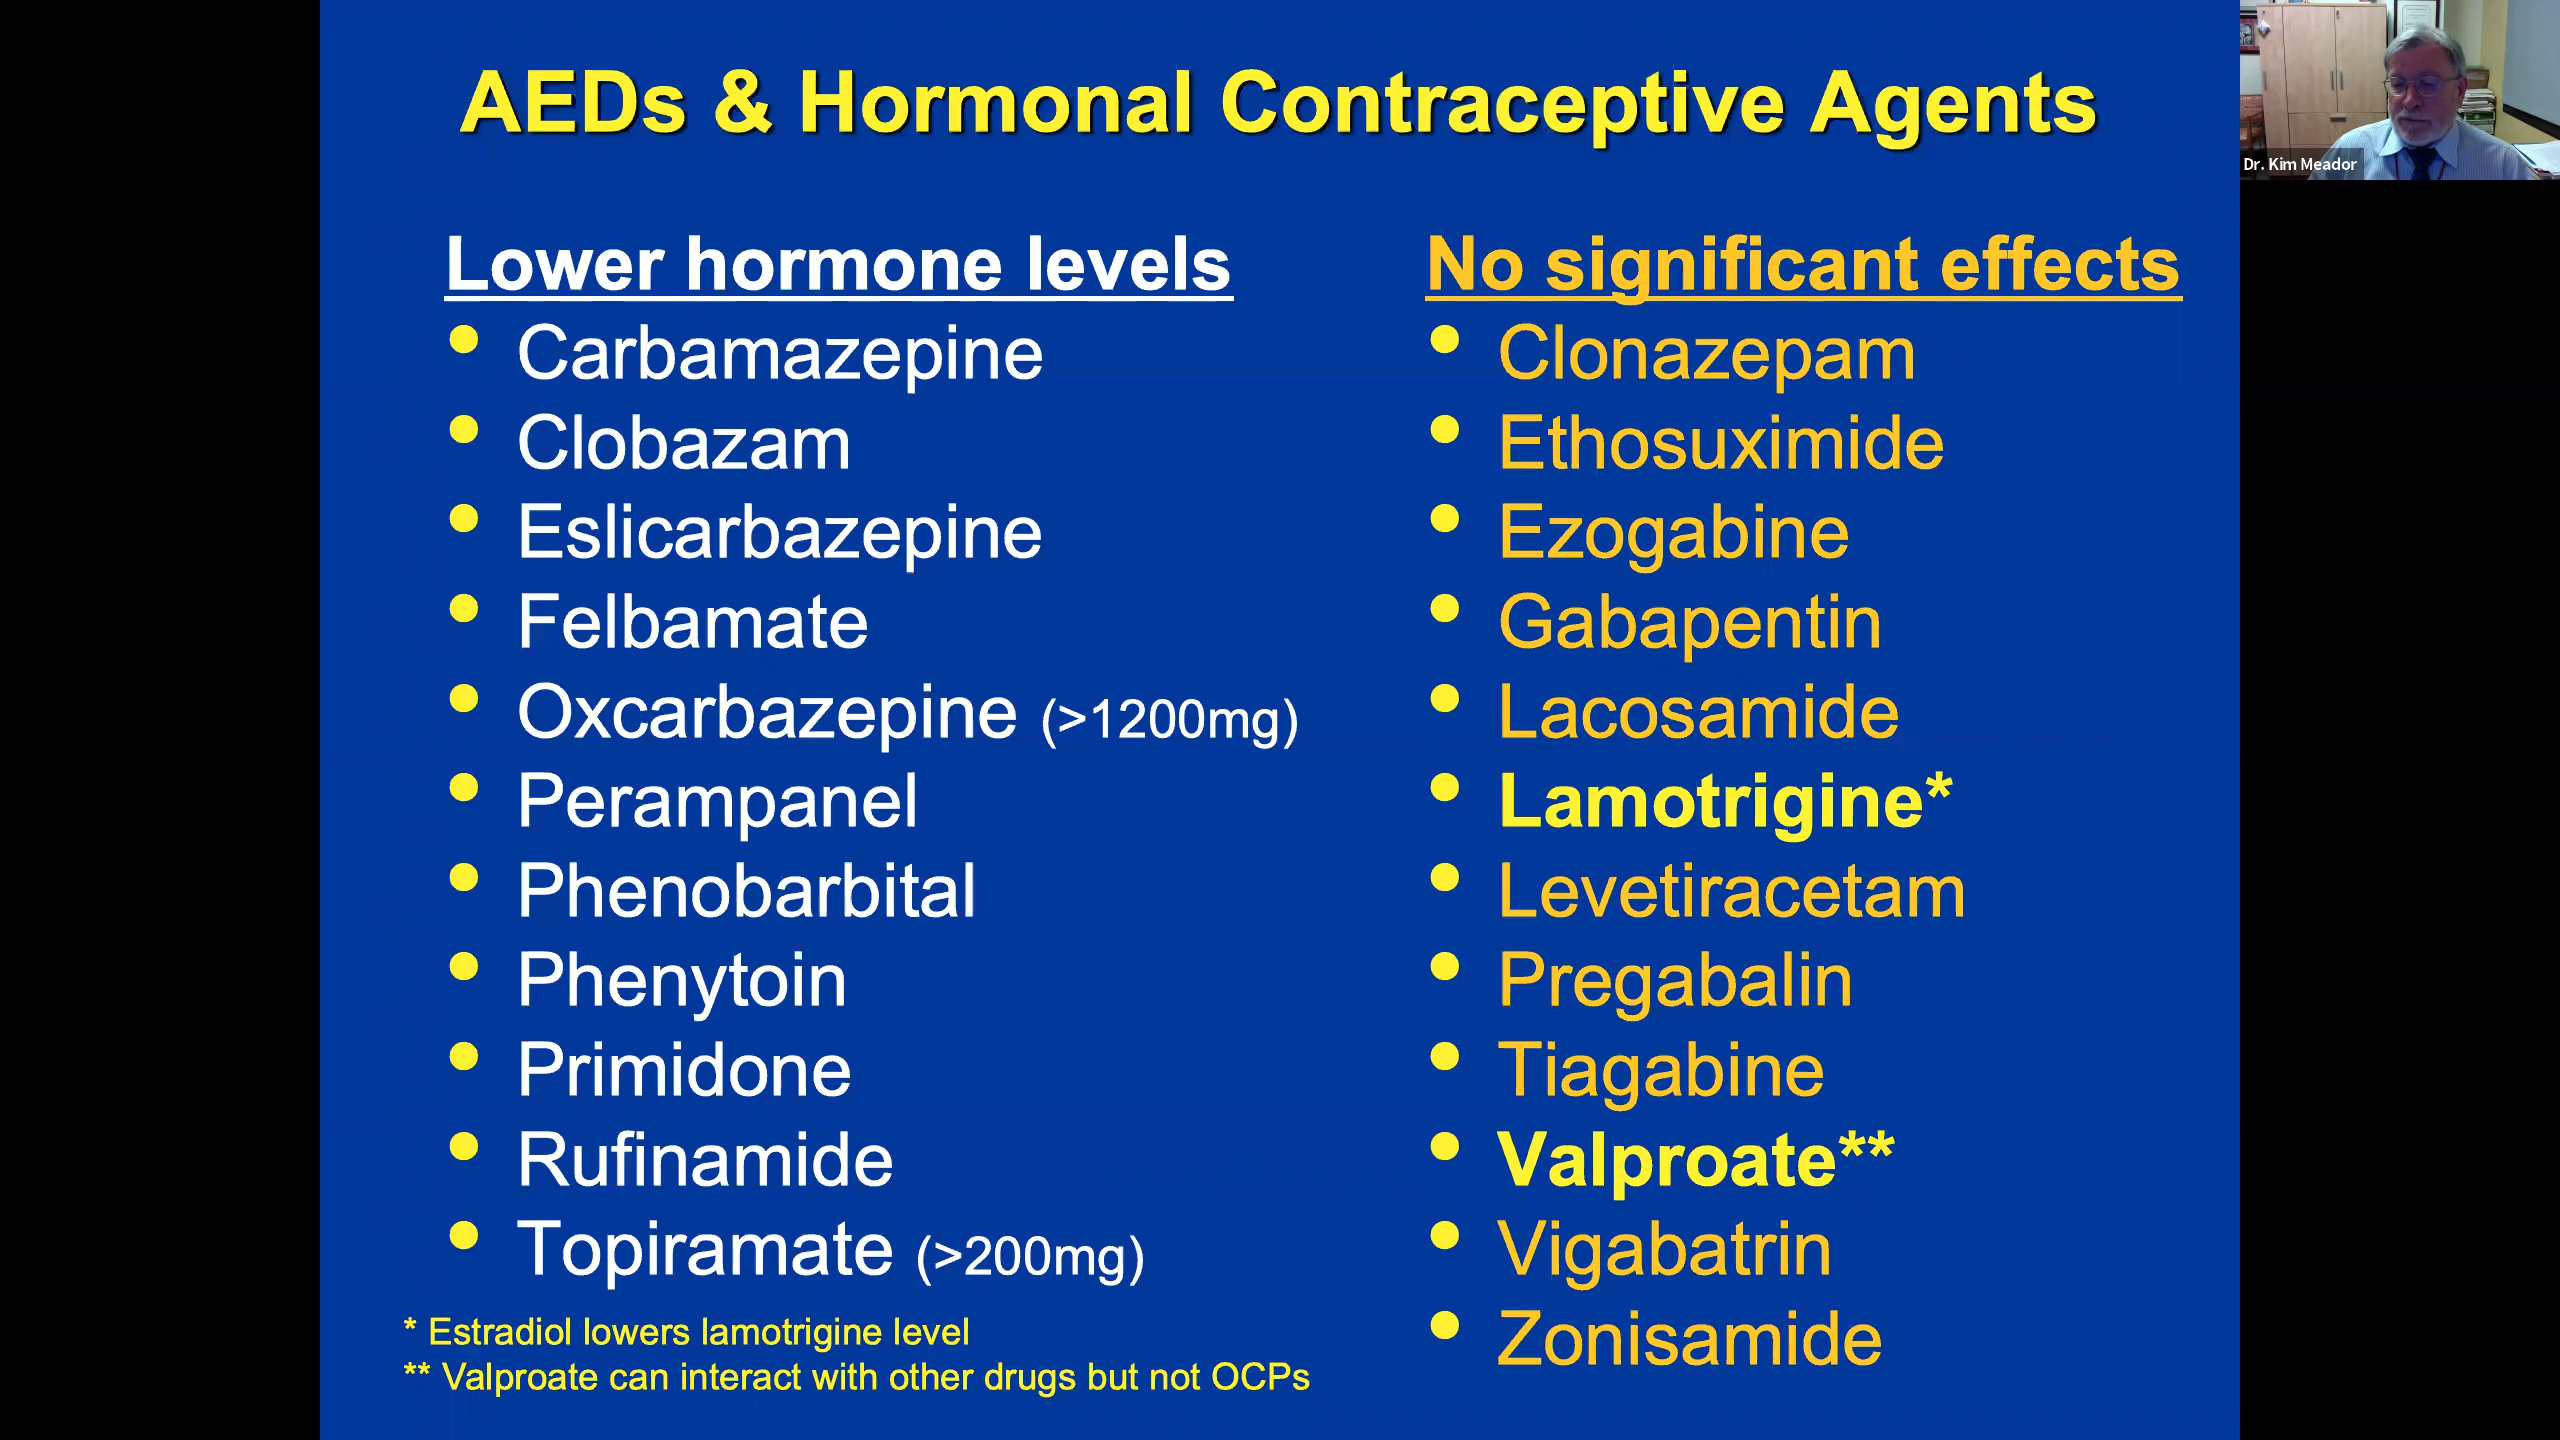 AEDs & Hormonal Contraceptive Agents
Dr. Kim Meador
Lower hormone levels
• Carbamazepine
• Clobazam
• Eslicarbazepine
• Felbamate
• Oxcarbazepine (>1200mg)
• Perampanel
• Phenobarbital
• Phenytoin
• Primidone
• Rufinamide
• Topiramate (>200mg)
* Estradiol lowers lamotrigine level
** Valproate can interact with other drugs but not OCPs
No significant effects
• Clonazepam
• Ethosuximide
• Ezogabine
• Gabapentin
• Lacosamide
• Lamotrigine*
• Levetiracetam
• Pregabalin
• Tiagabine
• Valproate**
• Vigabatrin
• Zonisamide